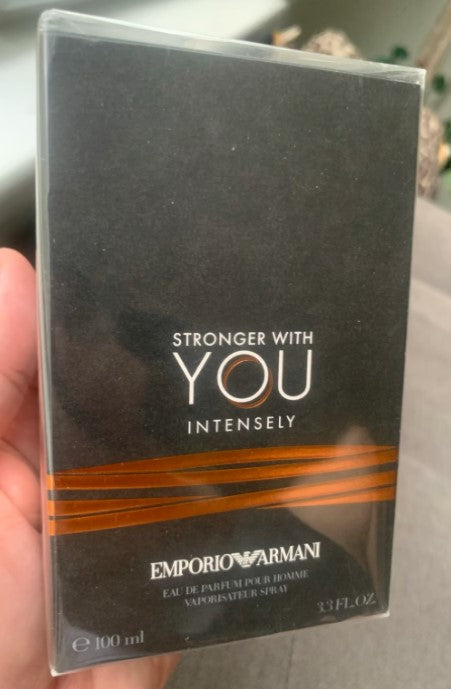 STRONGER WITH
YOU
INTENSELY
EMPORIO ARMANI
EAU DE PARFUM POUR HOMME
VAPORISATEUR SPRAY
e 100 ml
3.3 FL.OZ